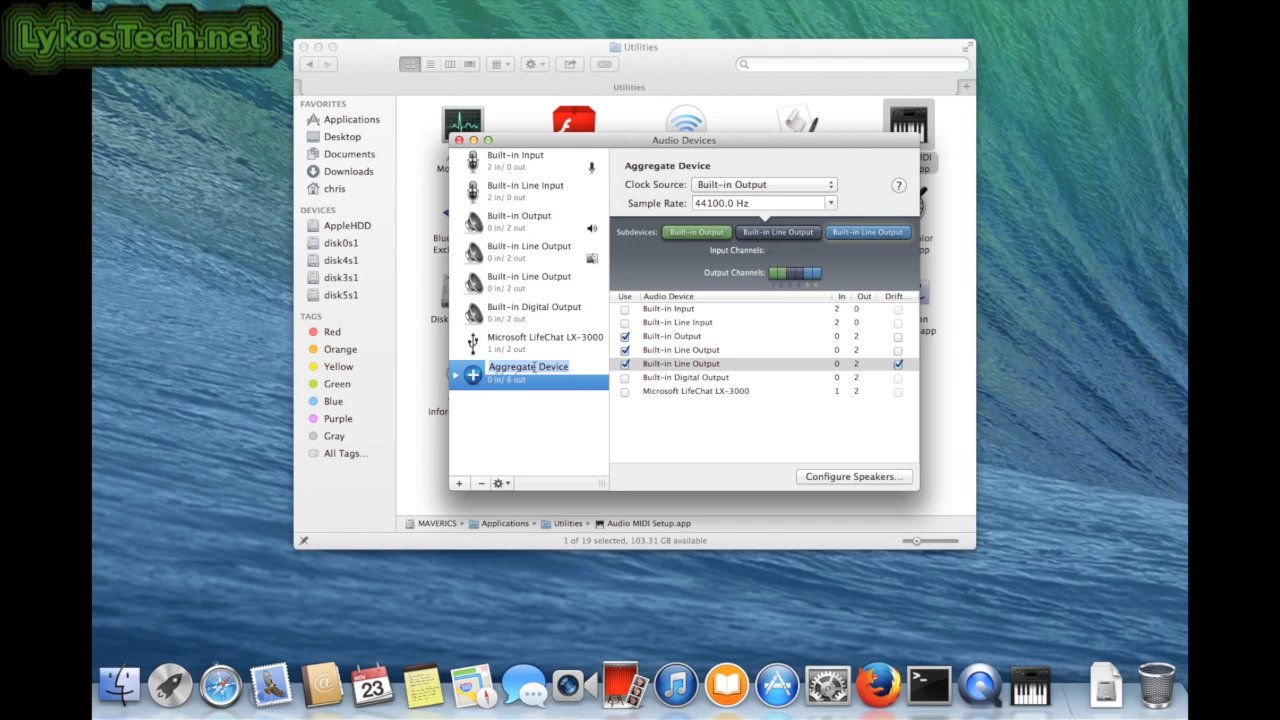 LykosTech.net
Utilities
Utilities
FAVORITES
Applications
Desktop
Documents
Downloads
chris
DEVICES
AppleHDD
disk0s1
disk4s1
disk3s1
disk5s1
TAGS
Red
Orange
Yellow
Green
Blue
Purple
Gray
All Tags...
Audio Devices
Built-in Input
2 in/ 0 out
Built-in Line Input
2 in/ 0 out
Built-in Output
0 in/ 2 out
Built-in Line Output
0 in/ 2 out
Built-in Line Output
0 in/ 2 out
Built-in Digital Output
0 in/ 2 out
Microsoft LifeChat LX-3000
1 in/ 2 out
Aggregate Device
0 in/ 6 out
Aggregate Device
Clock Source: Built-in Output
?
Sample Rate: 44100.0 Hz
Subdevices: Built-in Output Built-in Line Output Built-in Line Output
Input Channels:
Output Channels:
Use Audio Device In Out Drift...
Built-in Input 2 0
Built-in Line Input 2 0
Built-in Output 0 2
Built-in Line Output 0 2
Built-in Line Output 0 2
Built-in Digital Output 0 2
Microsoft LifeChat LX-3000 1 2
Configure Speakers...
MAVERICS Applications Utilities Audio MIDI Setup.app
1 of 19 selected, 103.31 GB available
NOV
23